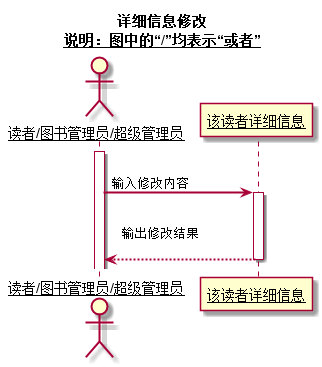 详细信息修改
说明：图中的“/”均表示“或者”
读者/图书管理员/超级管理员
该读者详细信息
输入修改内容
输出修改结果
读者/图书管理员/超级管理员
该读者详细信息